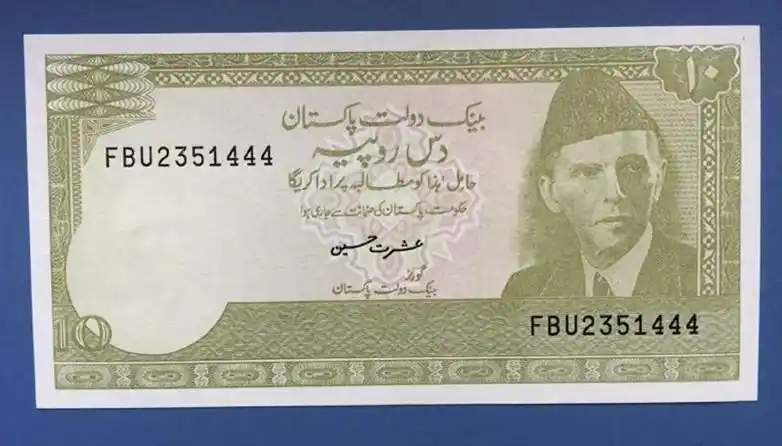 ۱۰
بینک دولت پاکستان
دس روپیہ
FBU2351444
حامل ہٰذا کو مطالبہ پر ادا کریگا
حکومت پاکستان کی ضمانت سے جاری ہوا
عشرت حسین
گورنر
بینک دولت پاکستان
FBU2351444
10